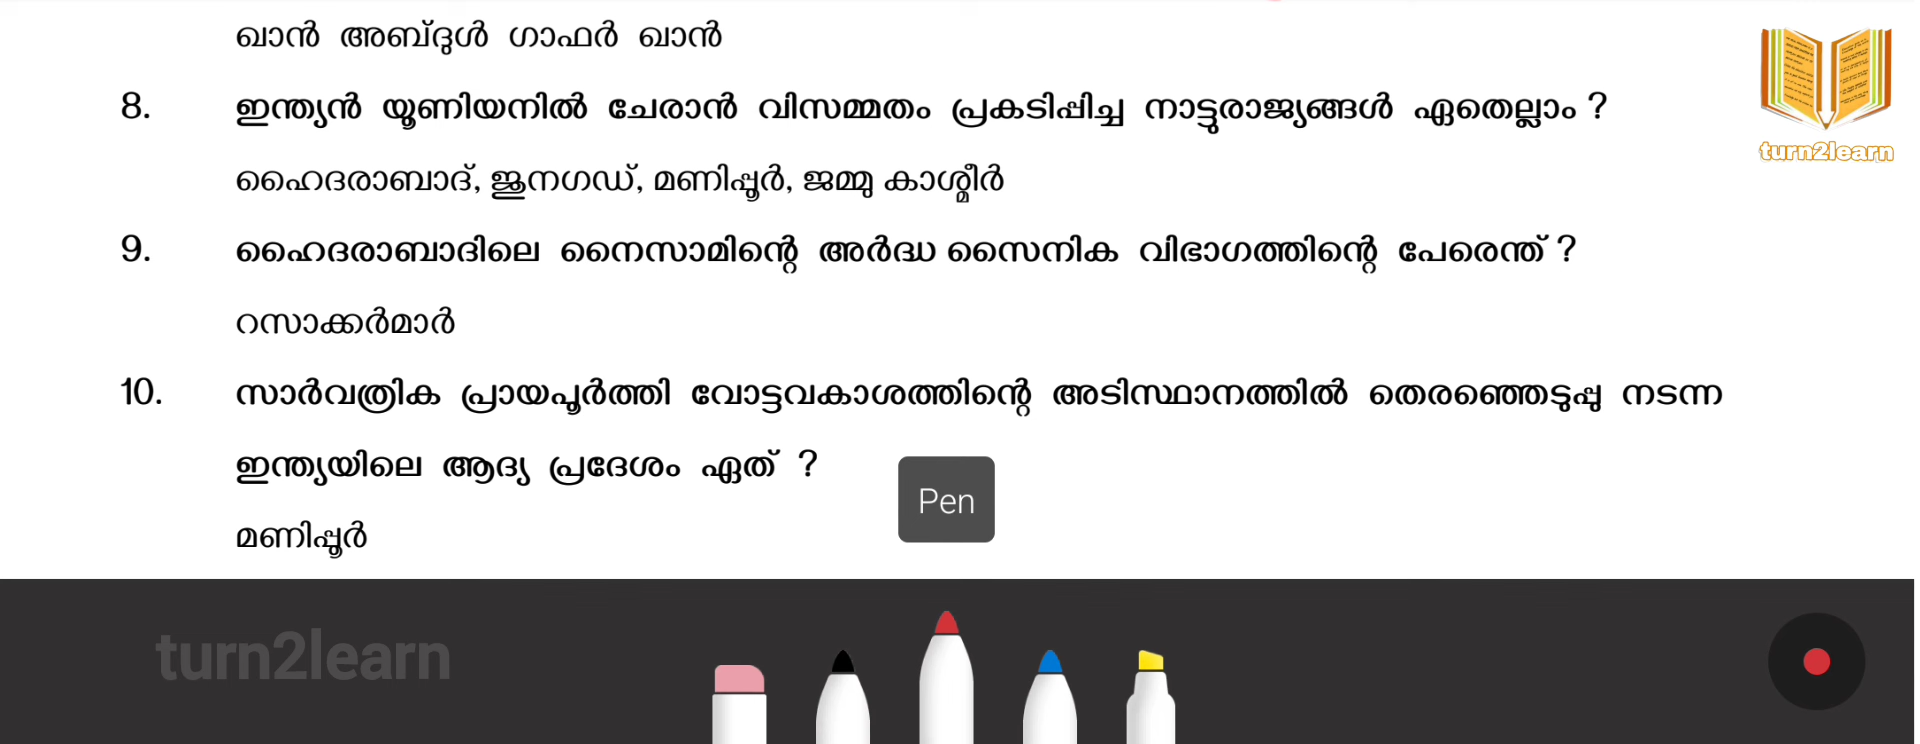 ഖാൻ അബ്ദുൾ ഗാഫർ ഖാൻ
8. ഇന്ത്യൻ യൂണിയനിൽ ചേരാൻ വിസമ്മതം പ്രകടിപ്പിച്ച നാട്ടുരാജ്യങ്ങൾ ഏതെല്ലാം ?
turn2learn
ഹൈദരാബാദ്, ജുനഗഡ്, മണിപ്പൂർ, ജമ്മു കാശ്മീർ
9. ഹൈദരാബാദിലെ നൈസാമിന്റെ അർദ്ധ സൈനിക വിഭാഗത്തിന്റെ പേരെന്ത് ?
റസാക്കർമാർ
10. സാർവത്രിക പ്രായപൂർത്തി വോട്ടവകാശത്തിന്റെ അടിസ്ഥാനത്തിൽ തെരഞ്ഞെടുപ്പു നടന്ന
ഇന്ത്യയിലെ ആദ്യ പ്രദേശം ഏത് ?
Pen
മണിപ്പൂർ
turn2learn